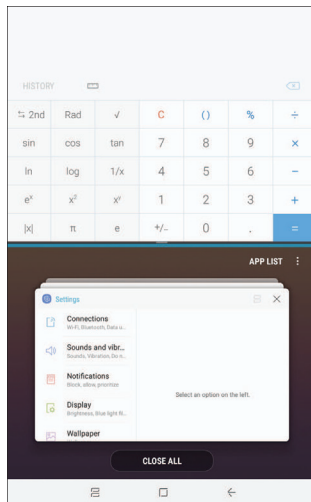 HISTORY
⇆ 2nd Rad √ C () % ÷
sin cos tan 7 8 9 ×
ln log 1/x 4 5 6 −
eˣ x² xʸ 1 2 3 +
|x| π e +/− 0 . =
APP LIST
Settings
Connections
Wi-Fi, Bluetooth, Data u...
Sounds and vibr...
Sounds, Vibration, Do n...
Notifications
Block, allow, prioritize
Select an option on the left.
Display
Brightness, Blue light fil...
Wallpaper
CLOSE ALL